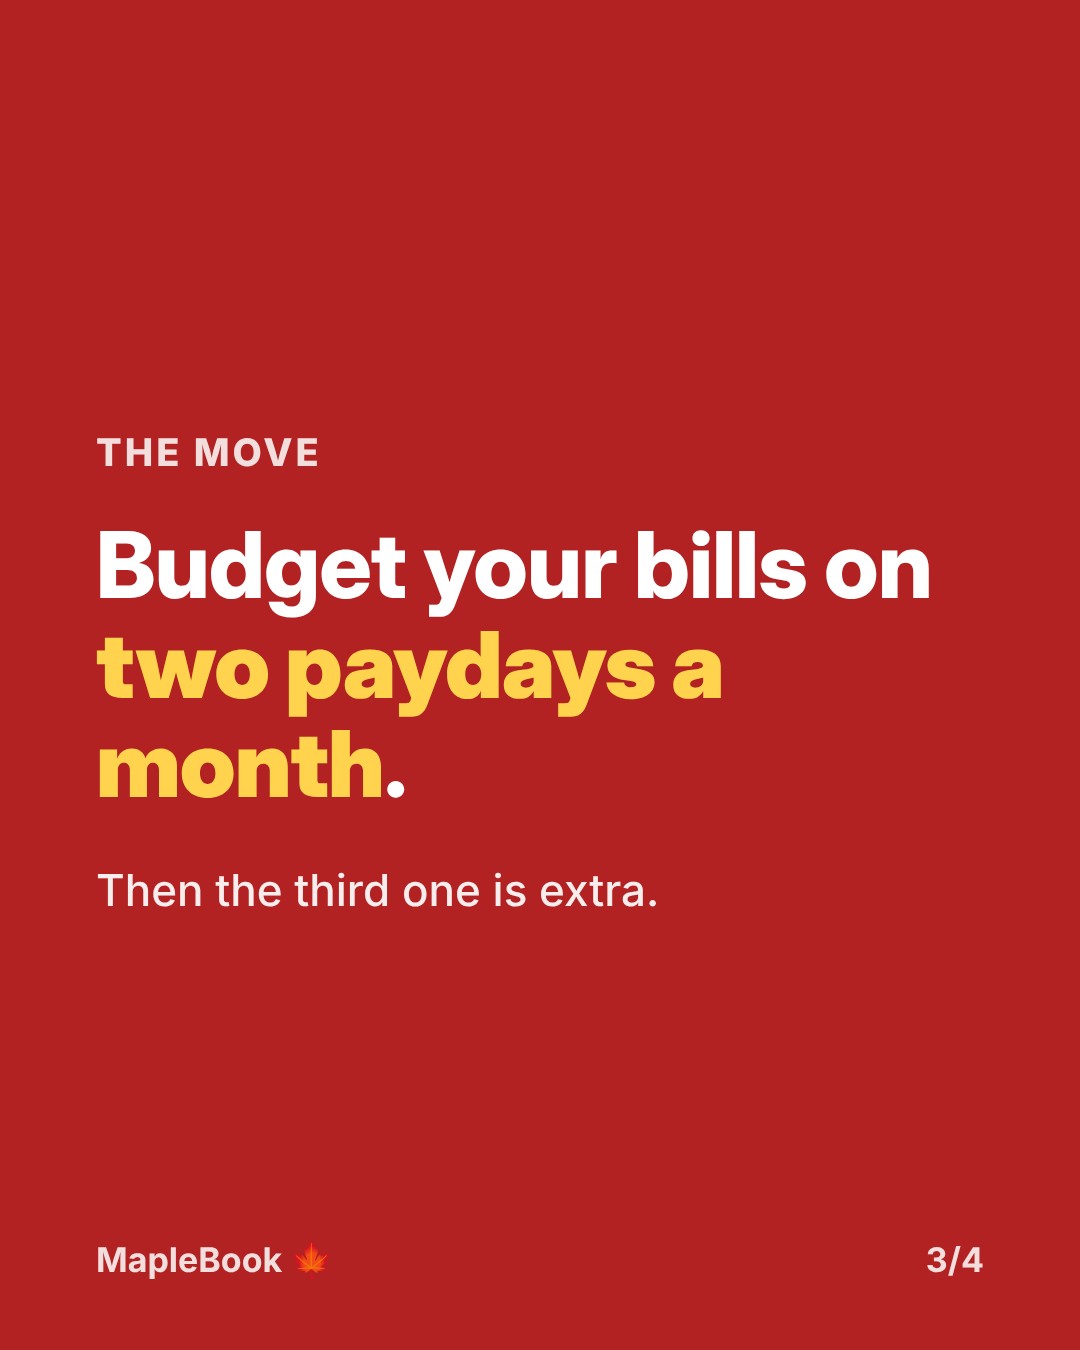 THE MOVE
Budget your bills on
two paydays a
month.
Then the third one is extra.
MapleBook 🍁
3/4